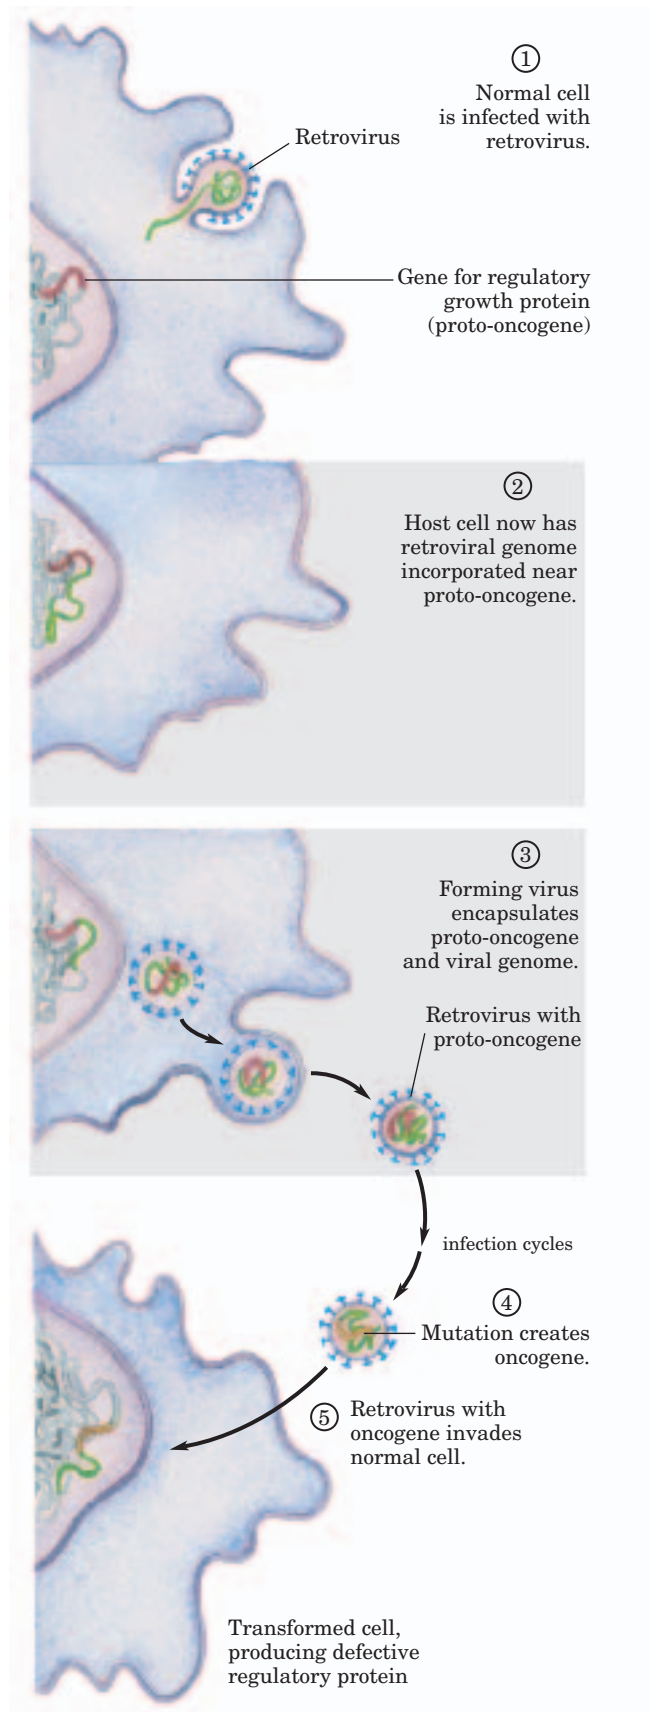 ①
Normal cell
is infected with
retrovirus.
Retrovirus
Gene for regulatory
growth protein
(proto-oncogene)
②
Host cell now has
retroviral genome
incorporated near
proto-oncogene.
③
Forming virus
encapsulates
proto-oncogene
and viral genome.
Retrovirus with
proto-oncogene
infection cycles
④
Mutation creates
oncogene.
⑤ Retrovirus with
oncogene invades
normal cell.
Transformed cell,
producing defective
regulatory protein